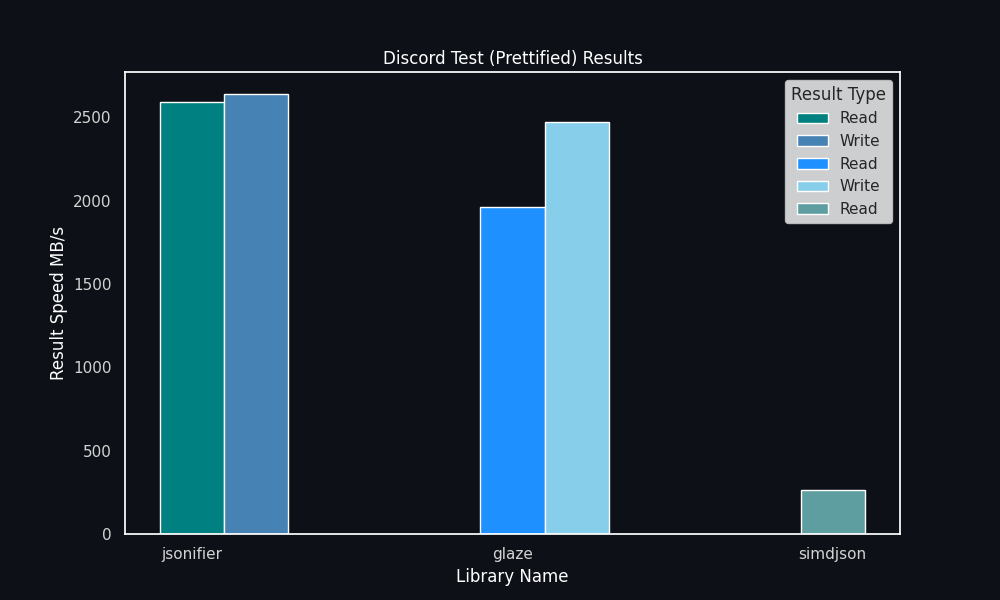 Discord Test (Prettified) Results
Result Type
Read
Write
Read
Write
Read
Result Speed MB/s
2500
2000
1500
1000
500
0
jsonifier
glaze
simdjson
Library Name